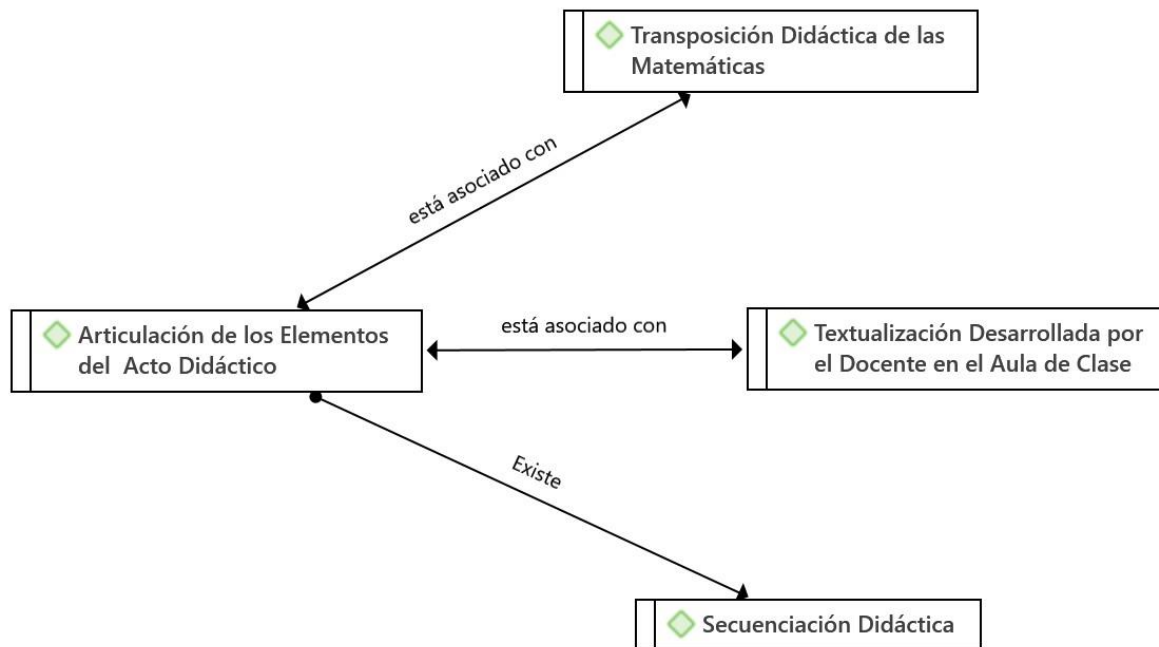 Transposición Didáctica de las
Matemáticas
está asociado con
Articulación de los Elementos
del  Acto Didáctico
está asociado con
Textualización Desarrollada por
el Docente en el Aula de Clase
Existe
Secuenciación Didáctica